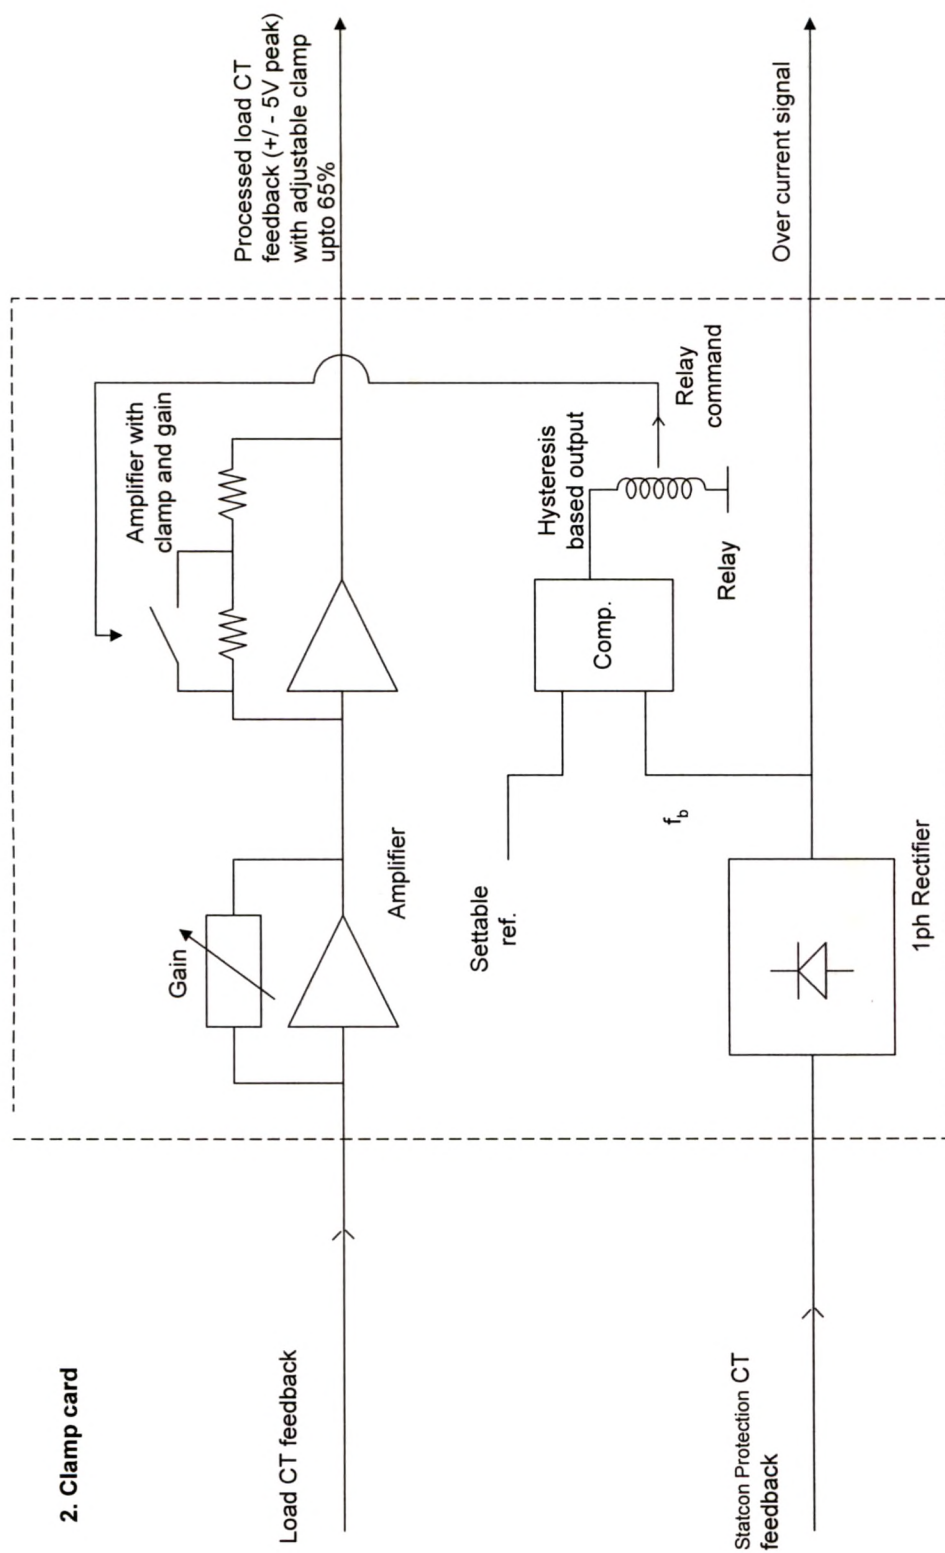 2. Clamp card
Load CT feedback
Gain
Amplifier
Amplifier with
clamp and gain
Processed load CT
feedback (+/ - 5V peak)
with adjustable clamp
upto 65%
Settable
ref.
f_b
Comp.
Hysteresis
based output
Relay
Relay
command
Statcon Protection CT
feedback
1ph Rectifier
Over current signal